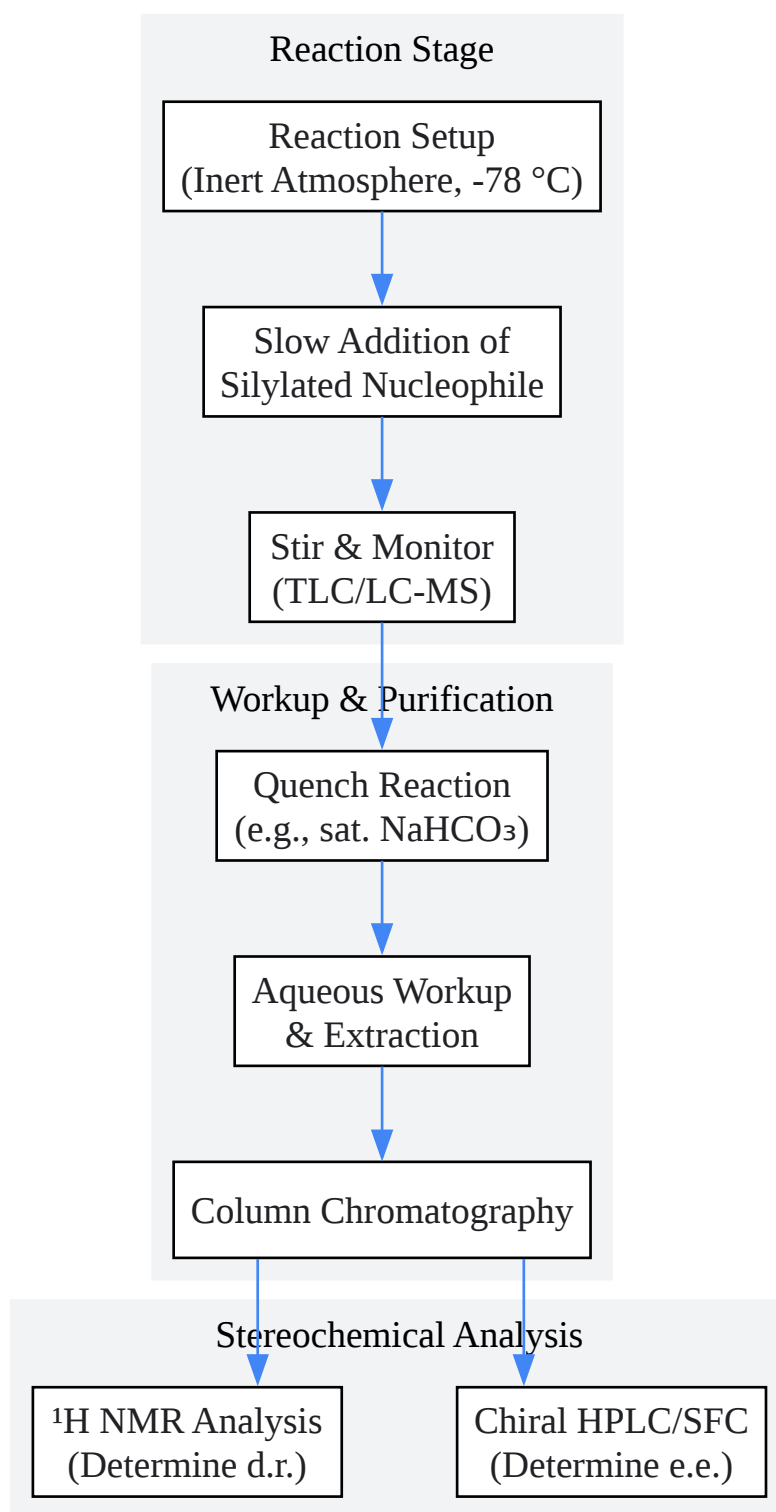 Reaction Stage
Reaction Setup
(Inert Atmosphere, -78 °C)
Slow Addition of
Silylated Nucleophile
Stir & Monitor
(TLC/LC-MS)
Workup & Purification
Quench Reaction
(e.g., sat. NaHCO₃)
Aqueous Workup
& Extraction
Column Chromatography
Stereochemical Analysis
¹H NMR Analysis
(Determine d.r.)
Chiral HPLC/SFC
(Determine e.e.)